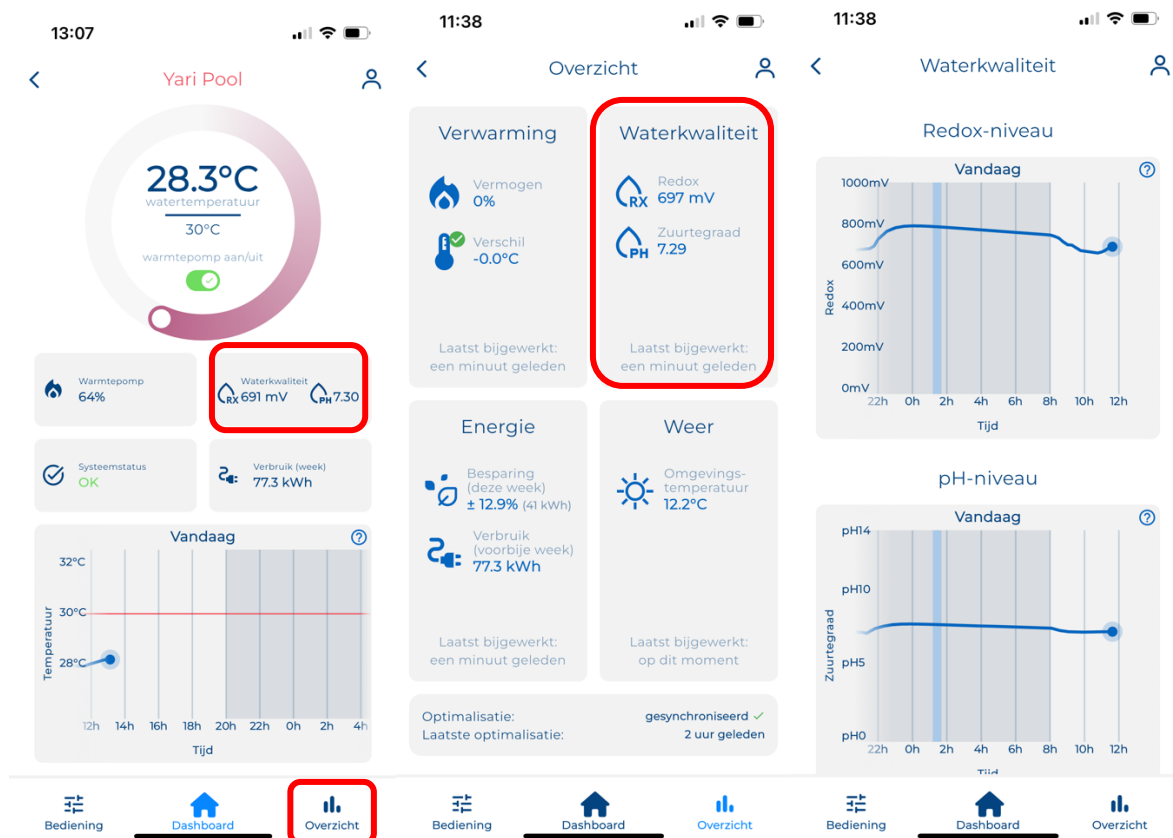 13:07
Yari Pool
28.3°C
watertemperatuur
30°C
warmtepomp aan/uit
Warmtepomp
64%
Waterkwaliteit
RX 691 mV PH 7.30
Systeemstatus
OK
Verbruik (week)
77.3 kWh
Vandaag
32°C
30°C
28°C
Temperatuur
12h 14h 16h 18h 20h 22h 0h 2h 4h
Tijd
Bediening Dashboard Overzicht
11:38
Overzicht
Verwarming
Vermogen
0%
Verschil
-0.0°C
Laatst bijgewerkt:
een minuut geleden
Waterkwaliteit
Redox
RX 697 mV
Zuurtegraad
PH 7.29
Laatst bijgewerkt:
een minuut geleden
Energie
Besparing
(deze week)
± 12.9% (41 kWh)
Verbruik
(voorbije week)
77.3 kWh
Laatst bijgewerkt:
een minuut geleden
Weer
Omgevings-
temperatuur
12.2°C
Laatst bijgewerkt:
op dit moment
Optimalisatie: gesynchroniseerd
Laatste optimalisatie: 2 uur geleden
Bediening Dashboard Overzicht
11:38
Waterkwaliteit
Redox-niveau
Vandaag
1000mV
800mV
600mV
400mV
200mV
0mV
Redox
22h 0h 2h 4h 6h 8h 10h 12h
Tijd
pH-niveau
Vandaag
pH14
pH10
pH5
pH0
Zuurtegraad
22h 0h 2h 4h 6h 8h 10h 12h
Tijd
Bediening Dashboard Overzicht